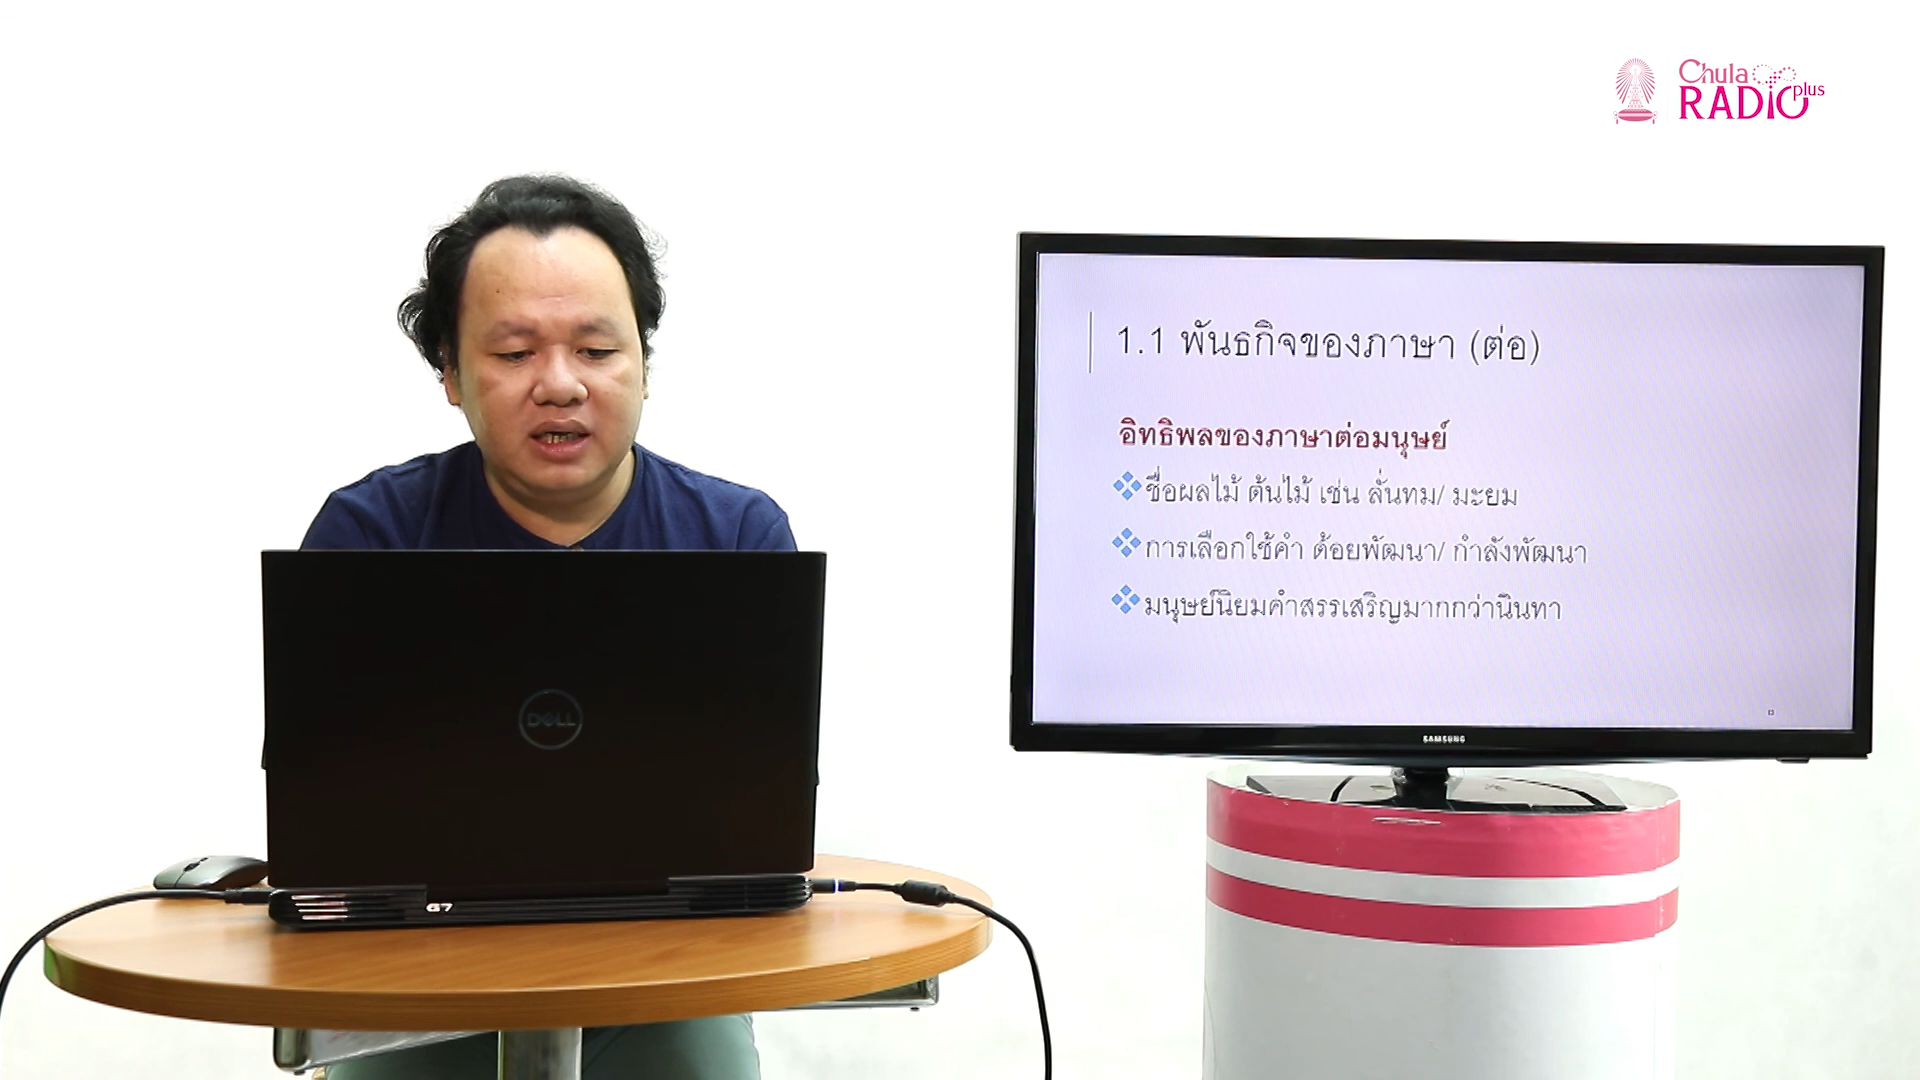 Chula
RADIO plus
1.1 พันธกิจของภาษา (ต่อ)
อิทธิพลของภาษาต่อมนุษย์
ชื่อผลไม้ ต้นไม้ เช่น ลั่นทม/ มะยม
การเลือกใช้คำ ด้อยพัฒนา/ กำลังพัฒนา
มนุษย์นิยมคำสรรเสริญมากกว่านินทา
SAMSUNG
DELL
G7